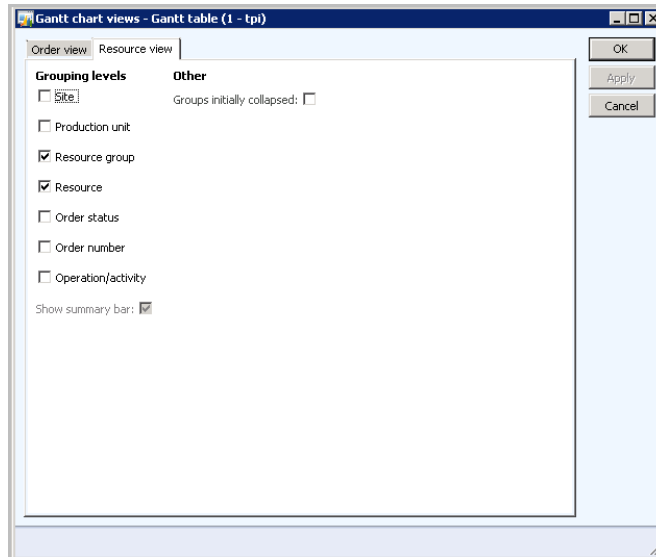 Gantt chart views - Gantt table (1 - tpi)
Order view Resource view
OK
Apply
Cancel
Grouping levels Other
Site Groups initially collapsed:
Production unit
Resource group
Resource
Order status
Order number
Operation/activity
Show summary bar: